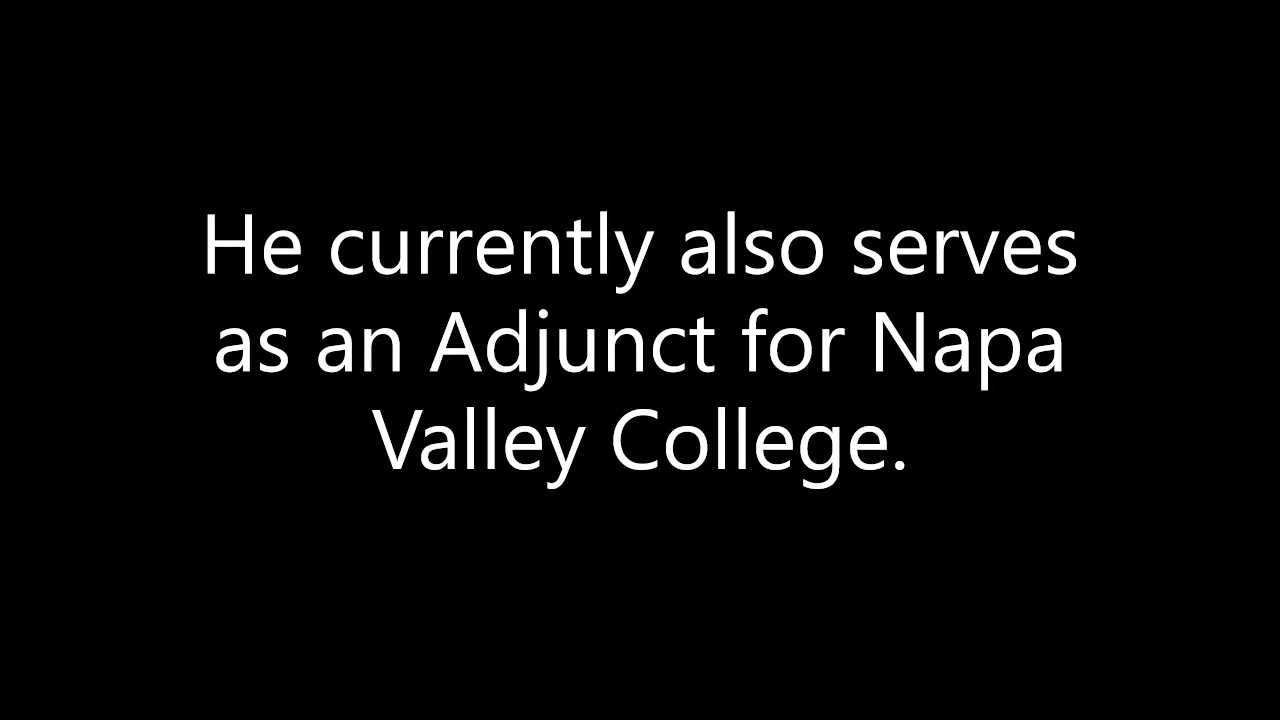 He currently also serves
as an Adjunct for Napa
Valley College.